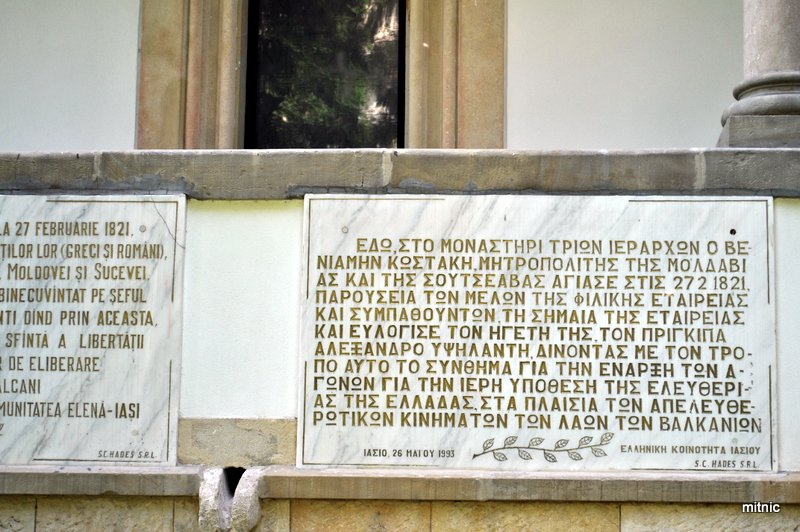 LA 27 FEBRUARIE 1821,
ȚILOR LOR (GRECI ȘI ROMÂNI),
MOLDOVEI ȘI SUCEVEI,
BINECUVÎNTAT PE ȘEFUL
NTI DÎND PRIN ACEASTA,
SFÎNTĂ A LIBERTĂȚII
R DE ELIBERARE
LCANI
MUNITATEA ELENĂ-IAȘI
S.C. HADES S.R.L.
ΕΔΩ, ΣΤΟ ΜΟΝΑΣΤΗΡΙ ΤΡΙΩΝ ΙΕΡΑΡΧΩΝ Ο ΒΕ-
ΝΙΑΜΗΝ ΚΩΣΤΑΚΗ, ΜΗΤΡΟΠΟΛΙΤΗΣ ΤΗΣ ΜΟΛΔΑΒΙ
ΑΣ ΚΑΙ ΤΗΣ ΣΟΥΤΣΕΑΒΑΣ ΑΓΙΑΣΕ ΣΤΙΣ 27 2 1821,
ΠΑΡΟΥΣΕΙΑ ΤΩΝ ΜΕΛΩΝ ΤΗΣ ΦΙΛΙΚΗΣ ΕΤΑΙΡΕΙΑΣ
ΚΑΙ ΣΥΜΠΑΘΟΥΝΤΩΝ, ΤΗ ΣΗΜΑΙΑ ΤΗΣ ΕΤΑΙΡΕΙΑΣ
ΚΑΙ ΕΥΛΟΓΙΣΕ ΤΟΝ ΗΓΕΤΗ ΤΗΣ, ΤΟΝ ΠΡΙΓΚΙΠΑ
ΑΛΕΞΑΝΔΡΟ ΥΨΗΛΑΝΤΗ, ΔΙΝΟΝΤΑΣ ΜΕ ΤΟΝ ΤΡΟ-
ΠΟ ΑΥΤΟ ΤΟ ΣΥΝΘΗΜΑ ΓΙΑ ΤΗΝ ΕΝΑΡΞΗ ΤΩΝ Α-
ΓΩΝΩΝ ΓΙΑ ΤΗΝ ΙΕΡΗ ΥΠΟΘΕΣΗ ΤΗΣ ΕΛΕΥΘΕΡΙ-
ΑΣ ΤΗΣ ΕΛΛΑΔΑΣ, ΣΤΑ ΠΛΑΙΣΙΑ ΤΩΝ ΑΠΕΛΕΥΘΕ-
ΡΩΤΙΚΩΝ ΚΙΝΗΜΑΤΩΝ ΤΩΝ ΛΑΩΝ ΤΩΝ ΒΑΛΚΑΝΙΩΝ
ΙΑΣΙΟ, 26 ΜΑΪΟΥ 1993
ΕΛΛΗΝΙΚΗ ΚΟΙΝΟΤΗΤΑ ΙΑΣΙΟΥ
S.C. HADES S.R.L.
mitnic